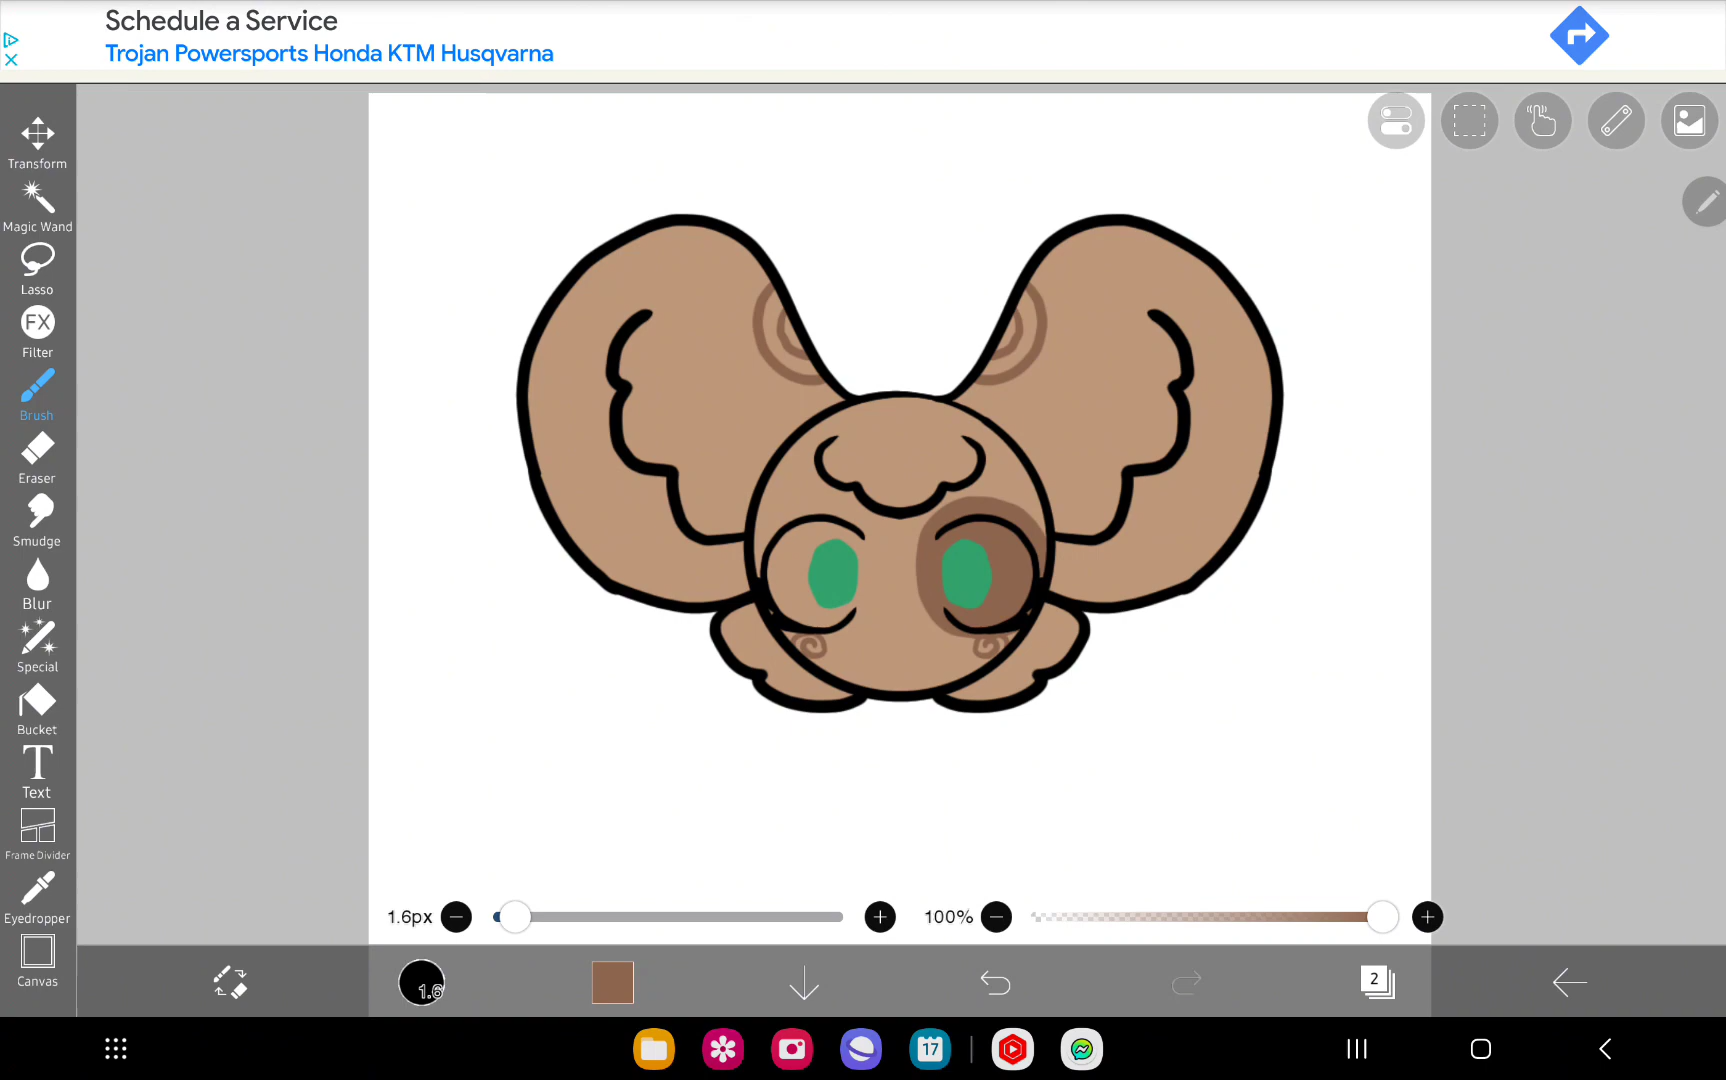 Schedule a Service
Trojan Powersports Honda KTM Husqvarna
Transform
Magic Wand
Lasso
FX
Filter
Brush
Eraser
Smudge
Blur
Special
Bucket
T
Text
Frame Divider
Eyedropper
Canvas
1.6px
100%
1.6
2
17